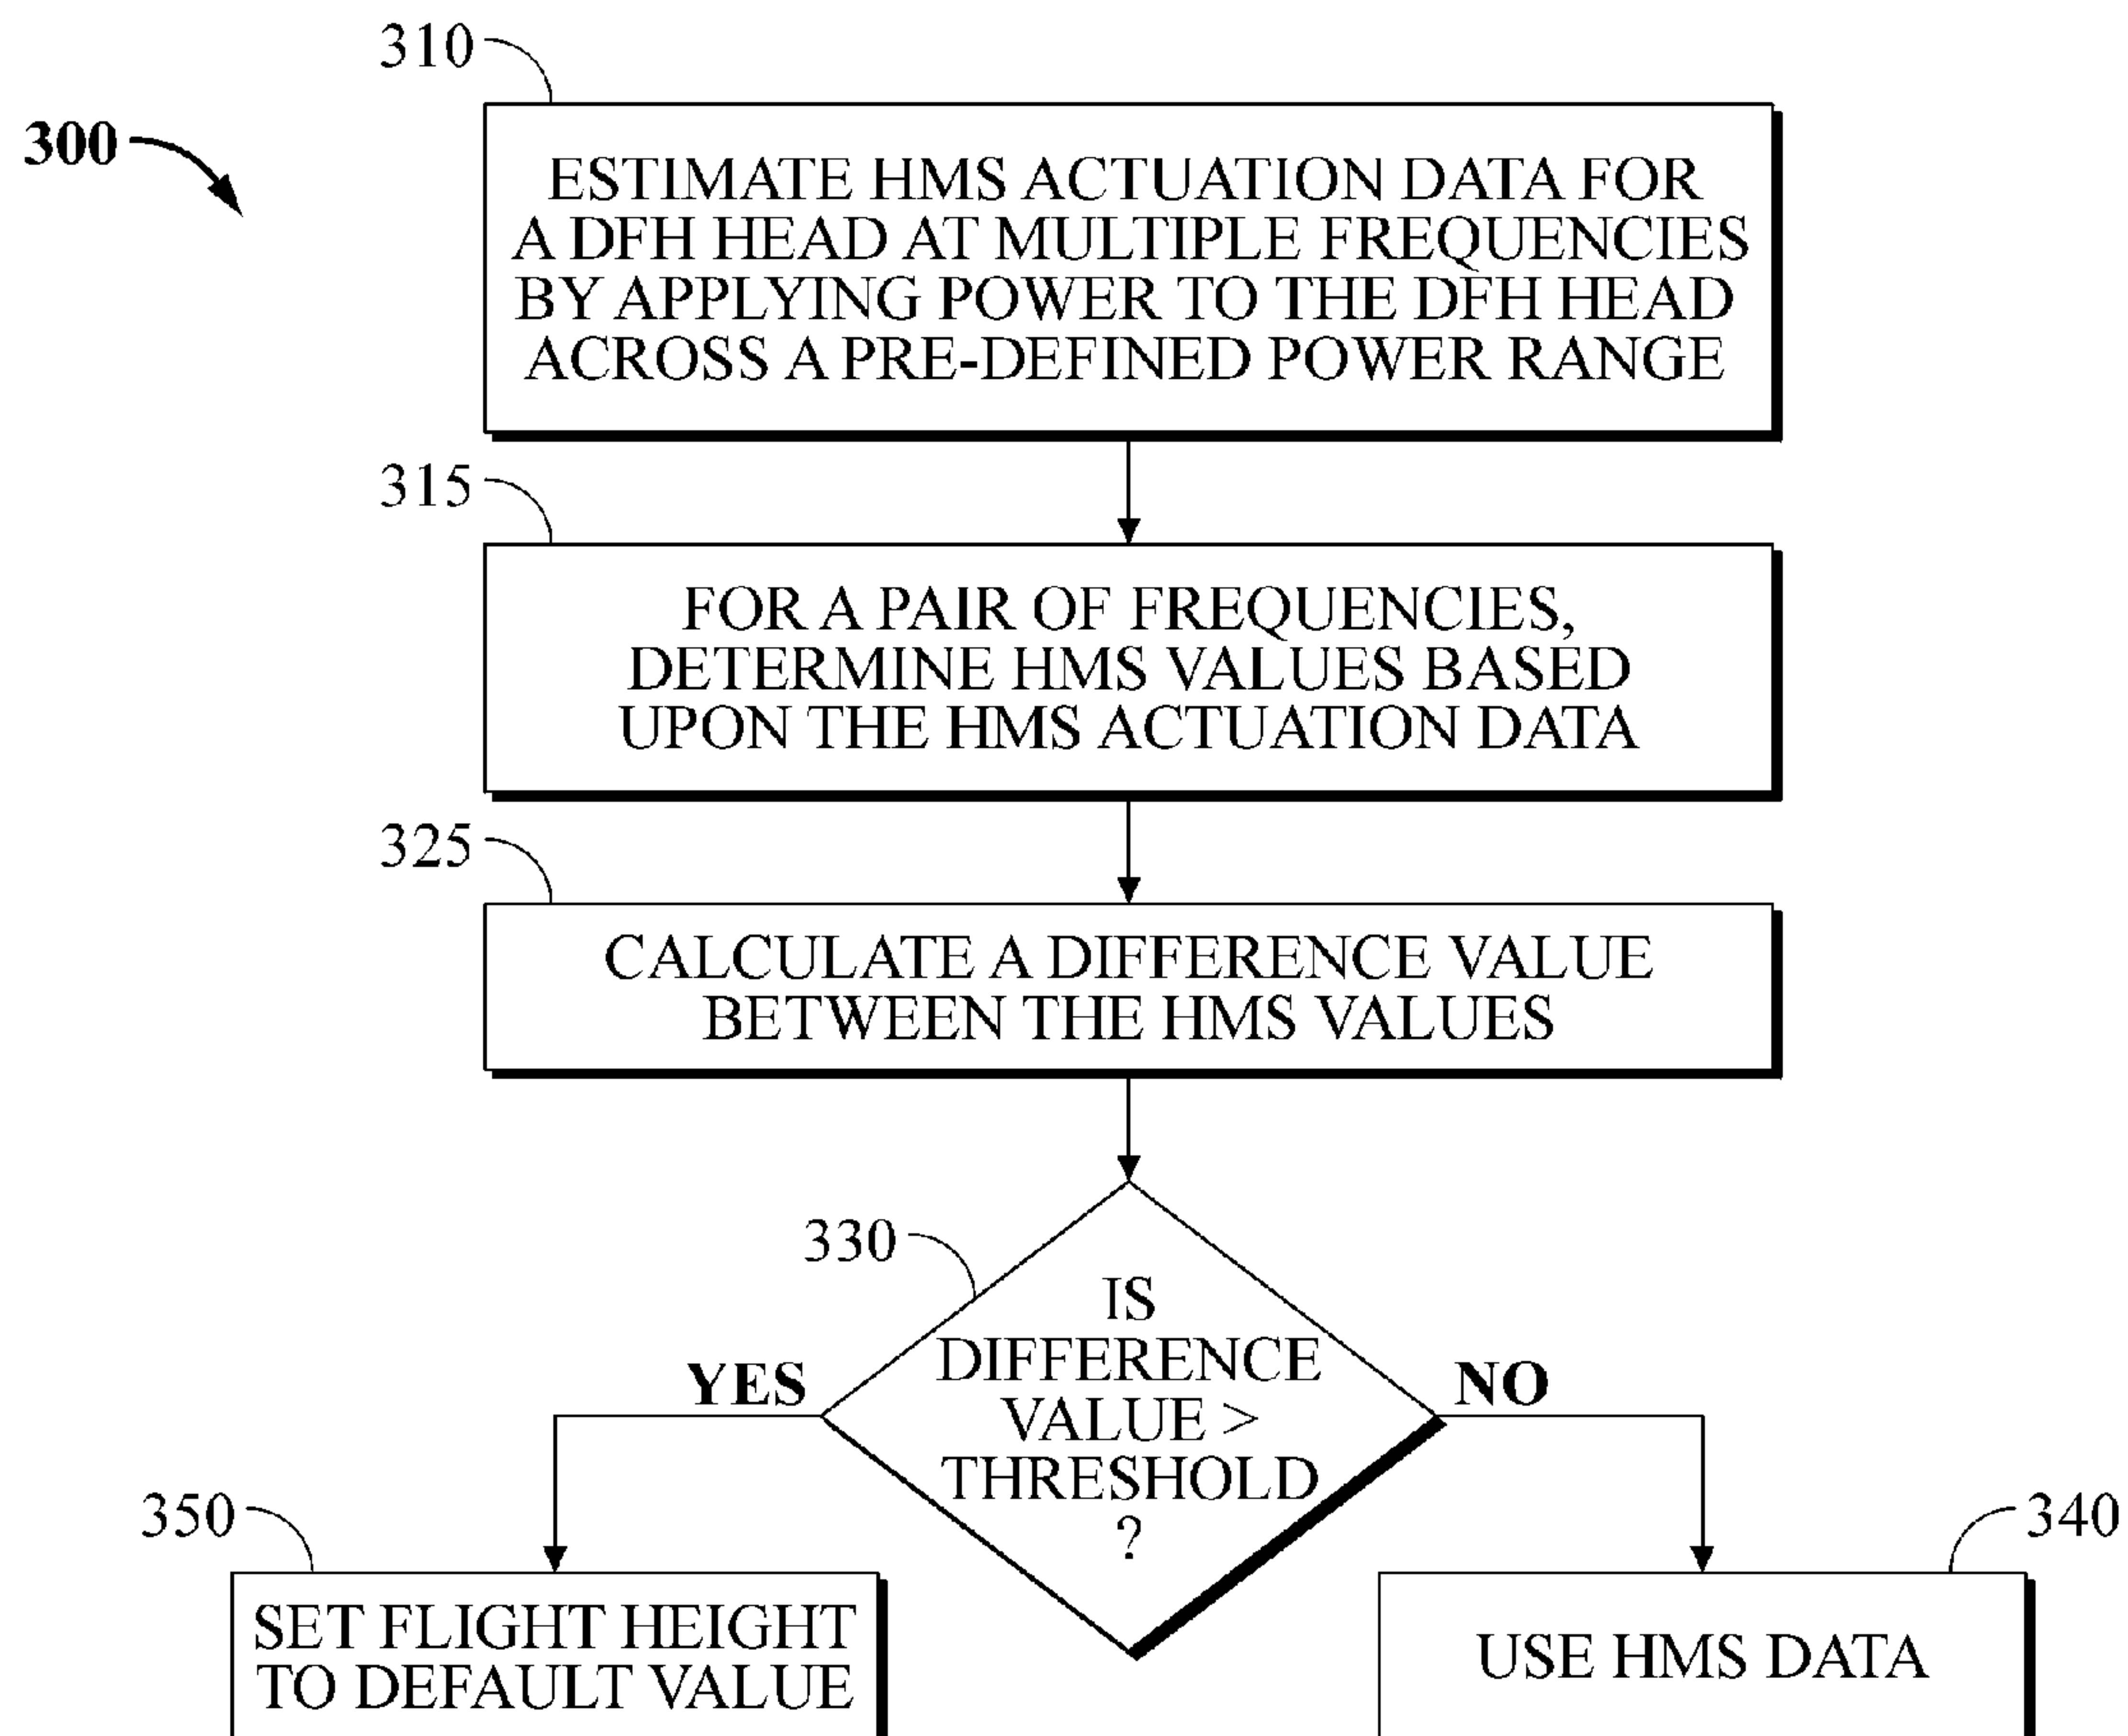 310
300
ESTIMATE HMS ACTUATION DATA FOR
A DFH HEAD AT MULTIPLE FREQUENCIES
BY APPLYING POWER TO THE DFH HEAD
ACROSS A PRE-DEFINED POWER RANGE
315
FOR A PAIR OF FREQUENCIES,
DETERMINE HMS VALUES BASED
UPON THE HMS ACTUATION DATA
325
CALCULATE A DIFFERENCE VALUE
BETWEEN THE HMS VALUES
330
IS
DIFFERENCE
VALUE >
THRESHOLD
?
YES
NO
350
SET FLIGHT HEIGHT
TO DEFAULT VALUE
340
USE HMS DATA